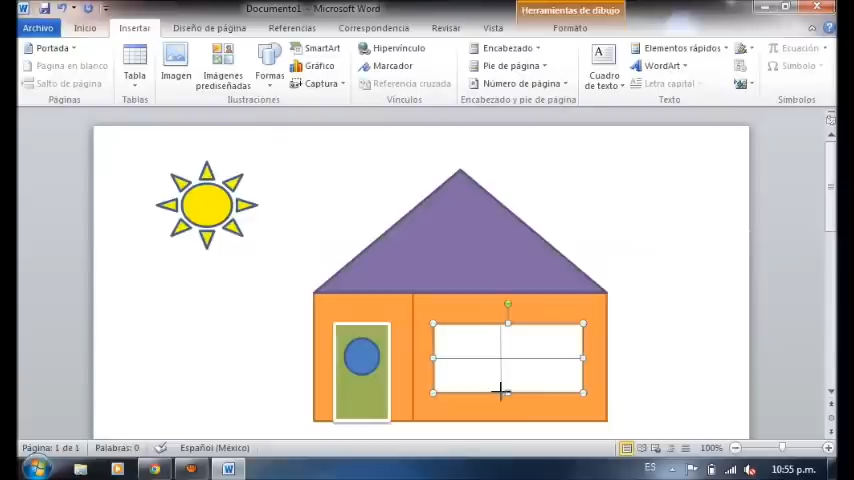 Documento1 - Microsoft Word
Herramientas de dibujo
Archivo Inicio Insertar Diseño de página Referencias Correspondencia Revisar Vista Formato
Portada
Página en blanco
Salto de página
Páginas
Tabla
Tablas
Imagen
Imágenes prediseñadas
Formas
SmartArt
Gráfico
Captura
Ilustraciones
Hipervínculo
Marcador
Referencia cruzada
Vínculos
Encabezado
Pie de página
Número de página
Encabezado y pie de página
Cuadro de texto
Elementos rápidos
WordArt
Letra capital
Texto
Ecuación
Símbolo
Símbolos
Página: 1 de 1 Palabras: 0 Español (México) 100%
ES 10:55 p.m.